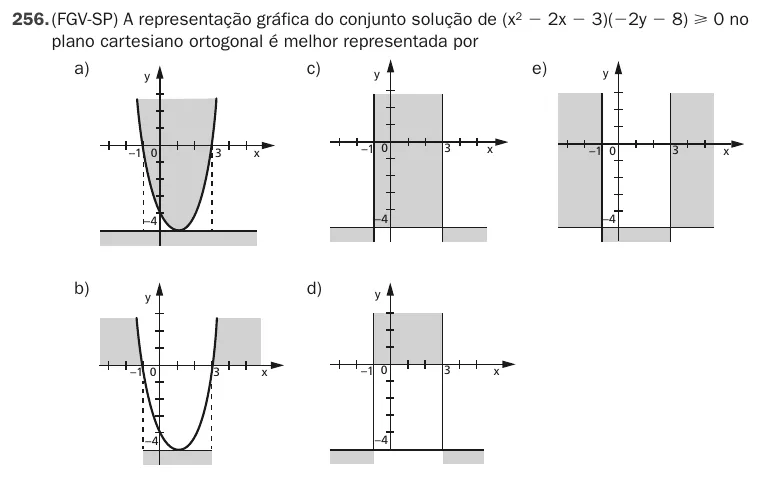 256. (FGV-SP) A representação gráfica do conjunto solução de (x² − 2x − 3)(−2y − 8) ⩾ 0 no
plano cartesiano ortogonal é melhor representada por
a)
y
−1 0 3 x
−4
c)
y
−1 0 3 x
−4
e)
y
−1 0 3 x
−4
b)
y
−1 0 3 x
−4
d)
y
−1 0 3 x
−4